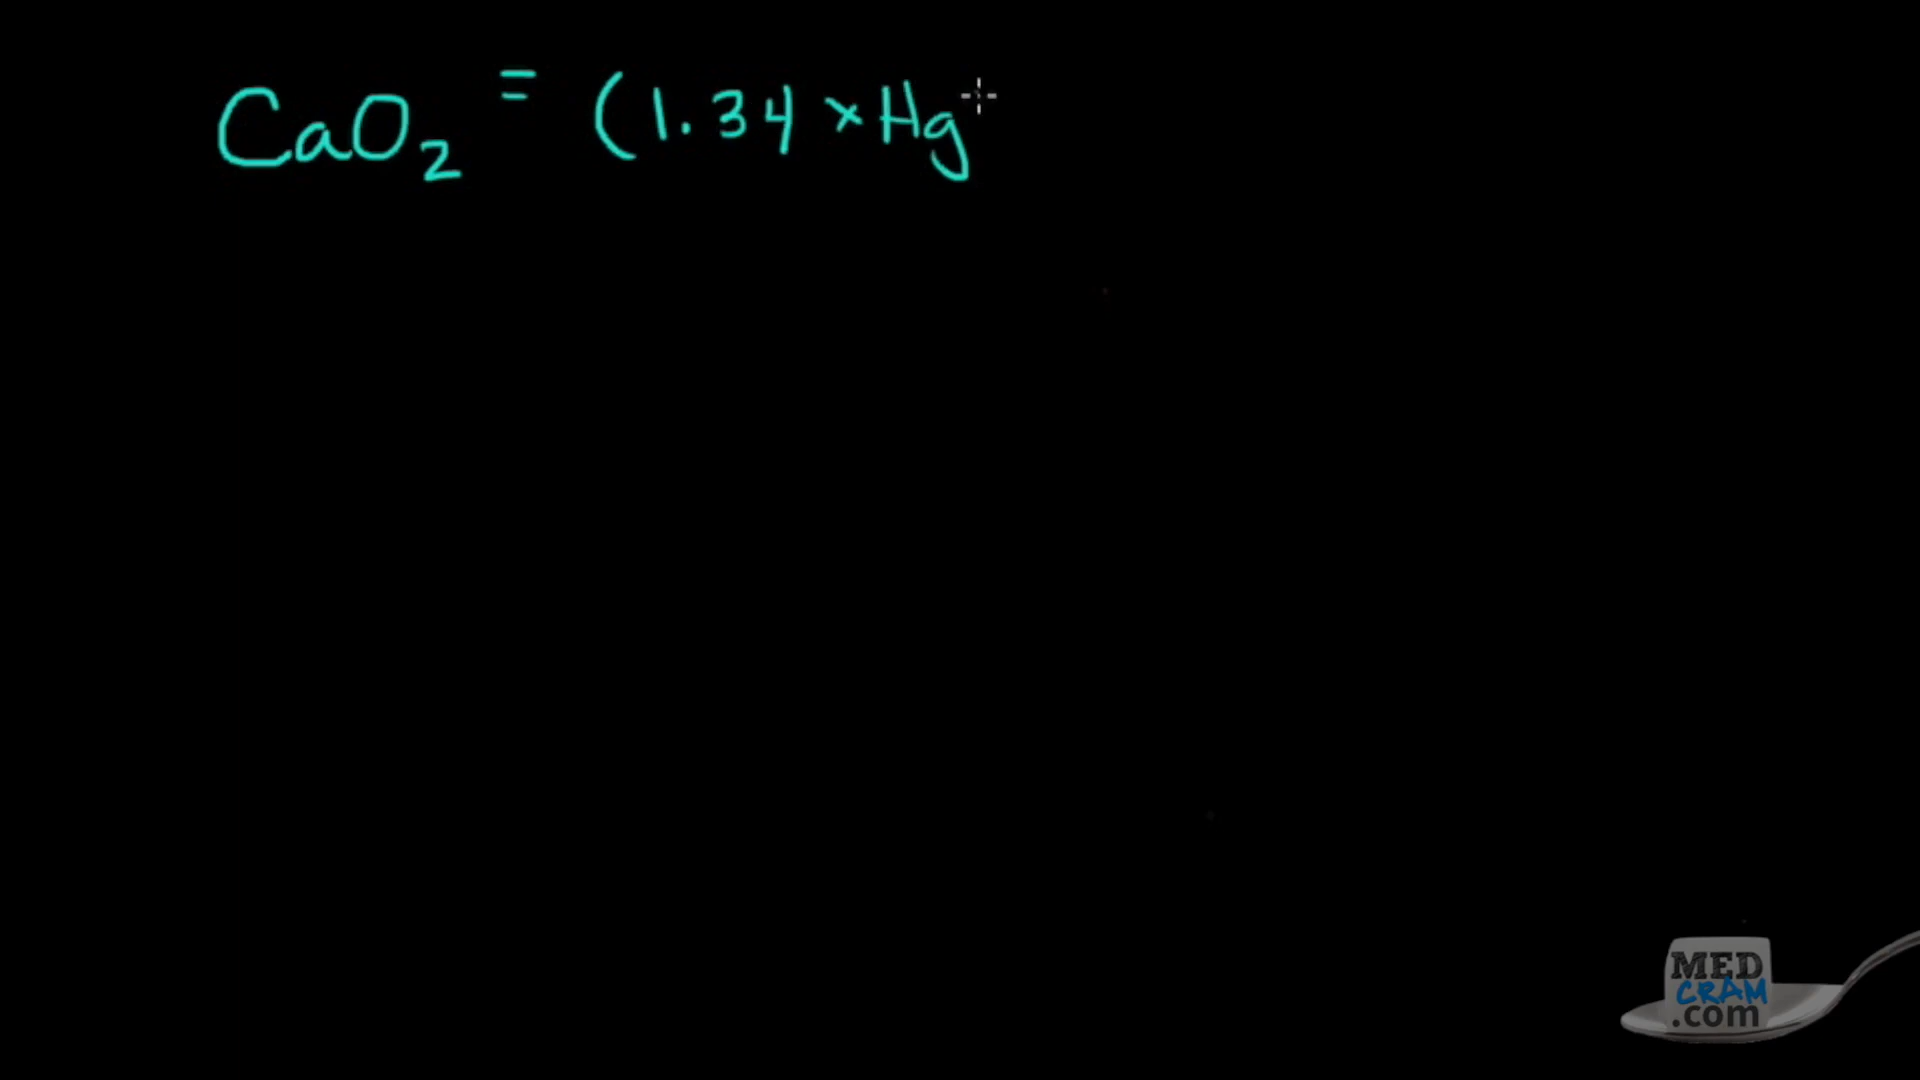 CaO₂ = (1.34 × Hg
MED
CRAM
.com